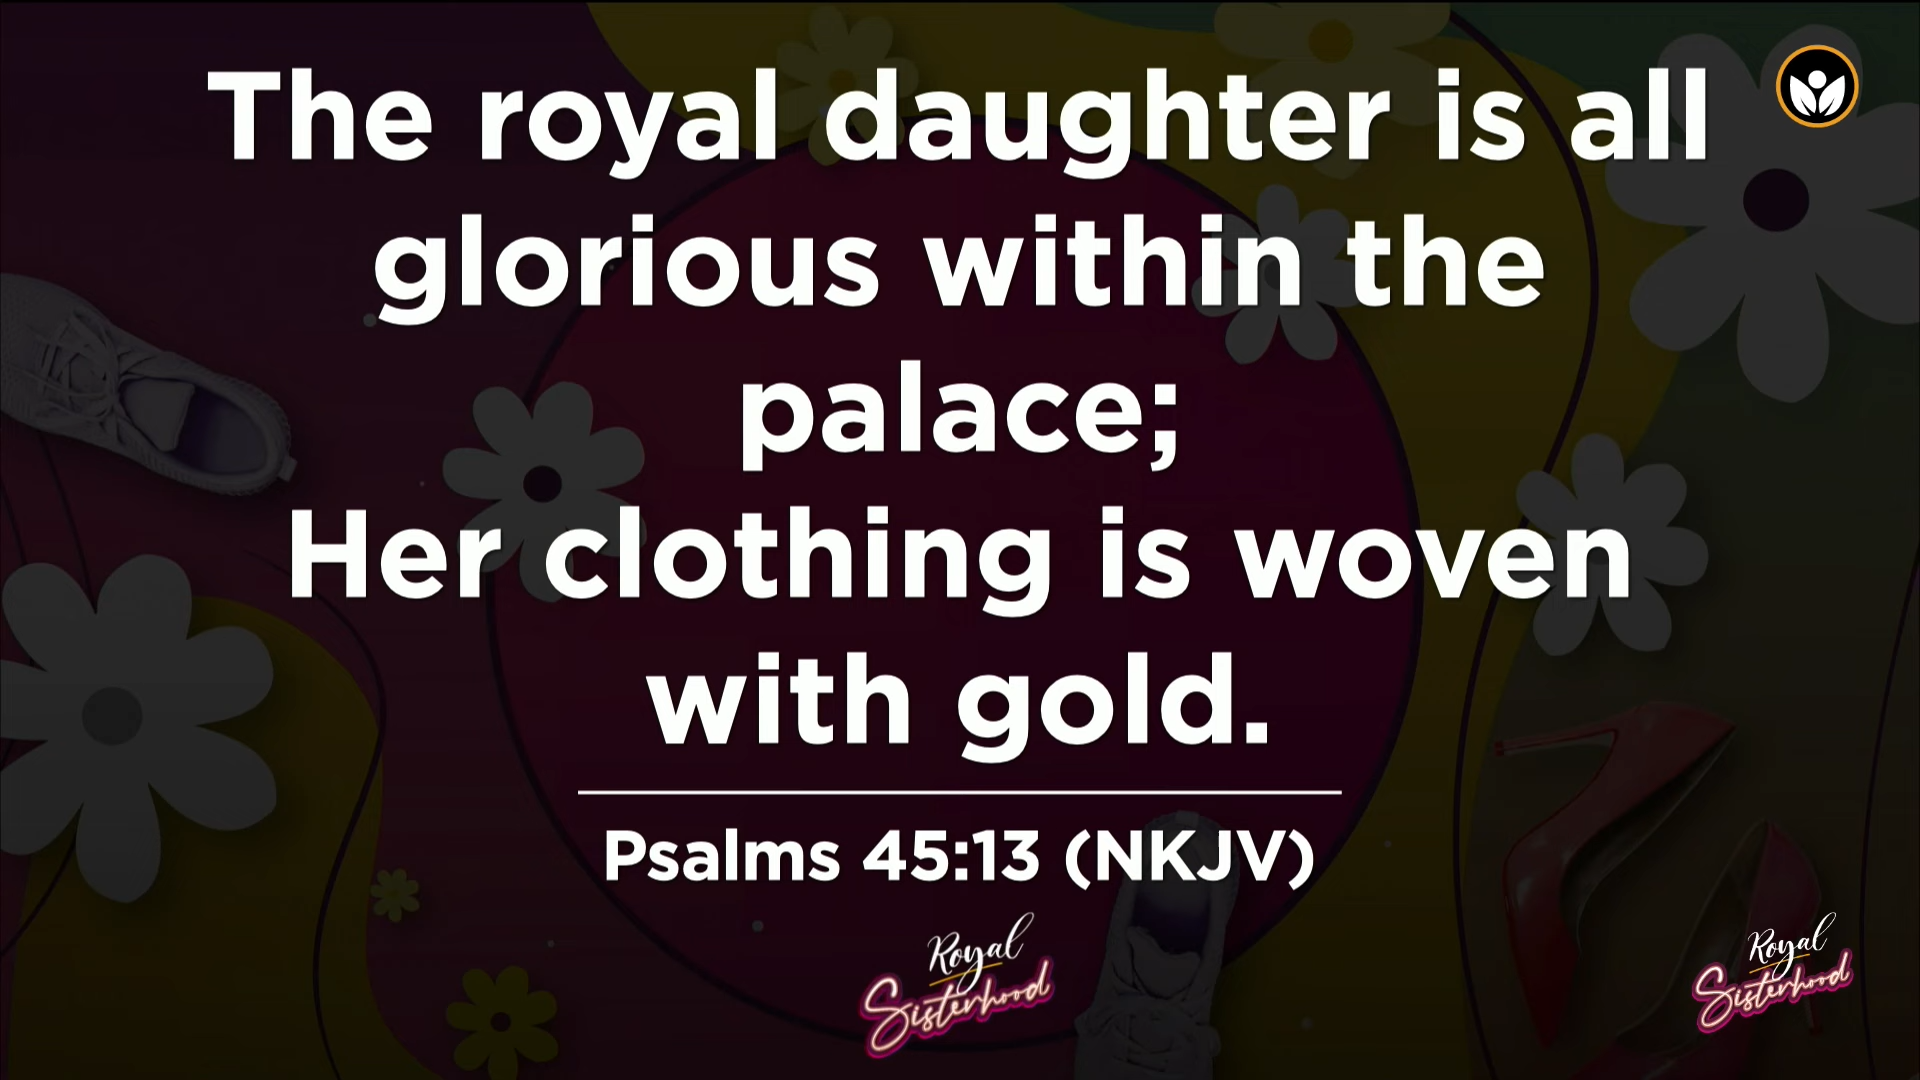 The royal daughter is all
glorious within the
palace;
Her clothing is woven
with gold.
Psalms 45:13 (NKJV)
Royal
Sisterhood
Royal
Sisterhood